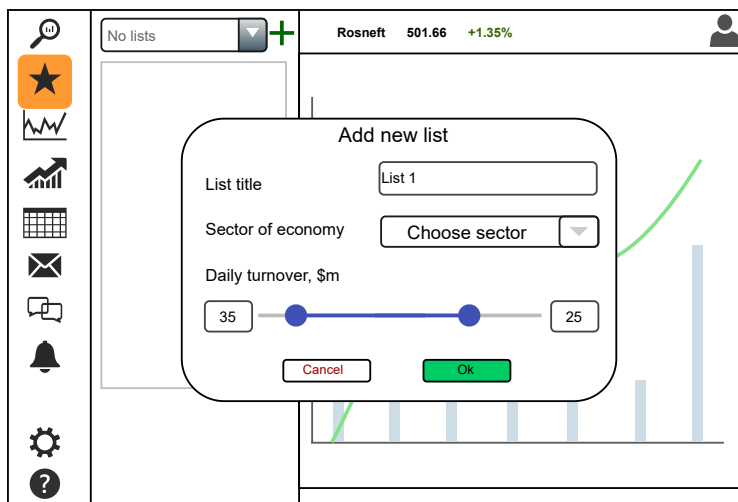 No lists
Rosneft 501.66 +1.35%
Add new list
List title
List 1
Sector of economy
Choose sector
Daily turnover, $m
35
25
Cancel
Ok
?